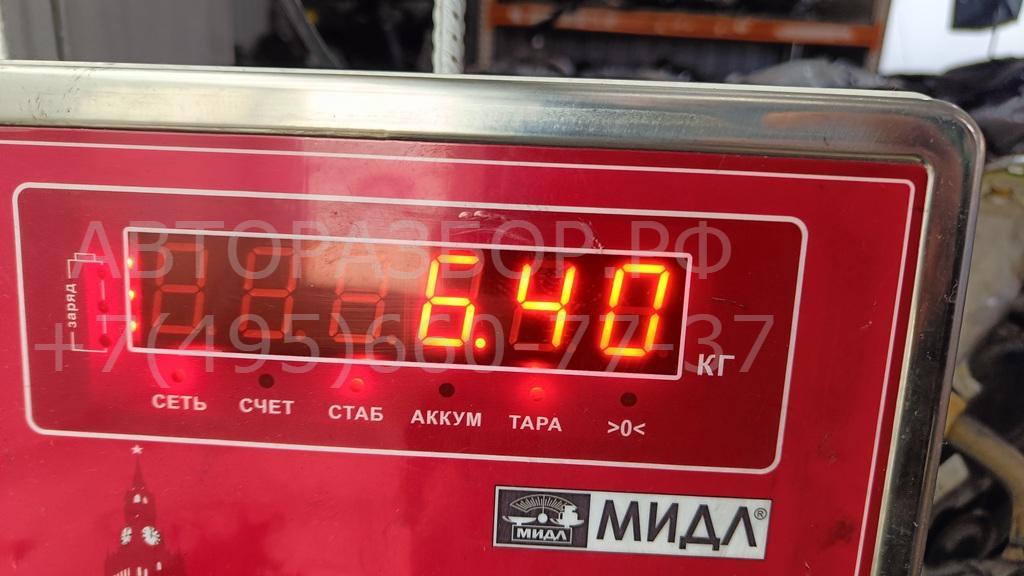 АВТОРАЗБОР.РФ
+7(495)660-77-37
заряд
6.40
кг
СЕТЬ СЧЕТ СТАБ АККУМ ТАРА >0<
МИДЛ МИДЛ®